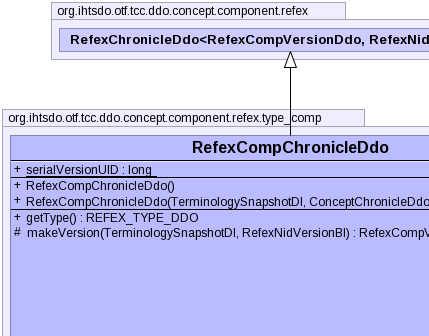 org.ihtsdo.otf.tcc.ddo.concept.component.refex
RefexChronicleDdo<RefexCompVersionDdo, RefexNid
org.ihtsdo.otf.tcc.ddo.concept.component.refex.type_comp
RefexCompChronicleDdo
+ serialVersionUID : long
+ RefexCompChronicleDdo()
+ RefexCompChronicleDdo(TerminologySnapshotDI, ConceptChronicleDdo
+ getType() : REFEX_TYPE_DDO
# makeVersion(TerminologySnapshotDI, RefexNidVersionBI) : RefexCompV